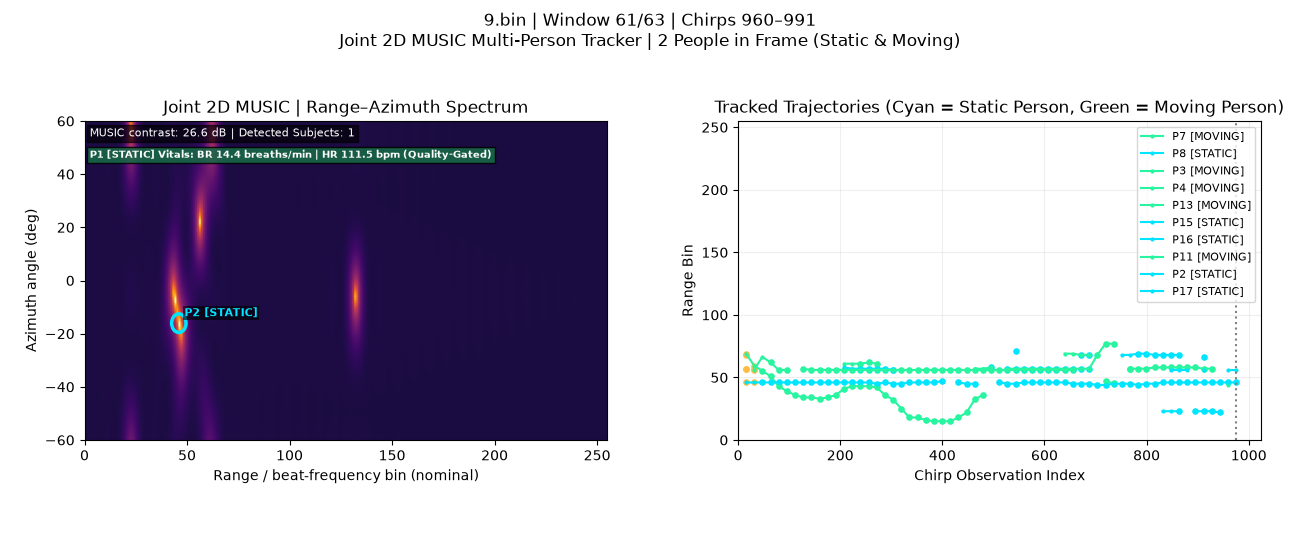 9.bin | Window 61/63 | Chirps 960–991
Joint 2D MUSIC Multi-Person Tracker | 2 People in Frame (Static & Moving)
Joint 2D MUSIC | Range–Azimuth Spectrum
MUSIC contrast: 26.6 dB | Detected Subjects: 1
P1 [STATIC] Vitals: BR 14.4 breaths/min | HR 111.5 bpm (Quality-Gated)
P2 [STATIC]
60
40
20
0
−20
−40
−60
Azimuth angle (deg)
0
50
100
150
200
250
Range / beat-frequency bin (nominal)
Tracked Trajectories (Cyan = Static Person, Green = Moving Person)
P7 [MOVING]
P8 [STATIC]
P3 [MOVING]
P4 [MOVING]
P13 [MOVING]
P15 [STATIC]
P16 [STATIC]
P11 [MOVING]
P2 [STATIC]
P17 [STATIC]
250
200
150
100
50
0
Range Bin
0
200
400
600
800
1000
Chirp Observation Index